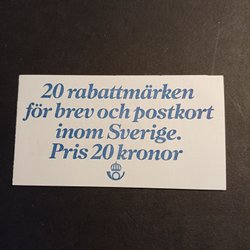 20 rabattmärken
för brev och postkort
inom Sverige.
Pris 20 kronor